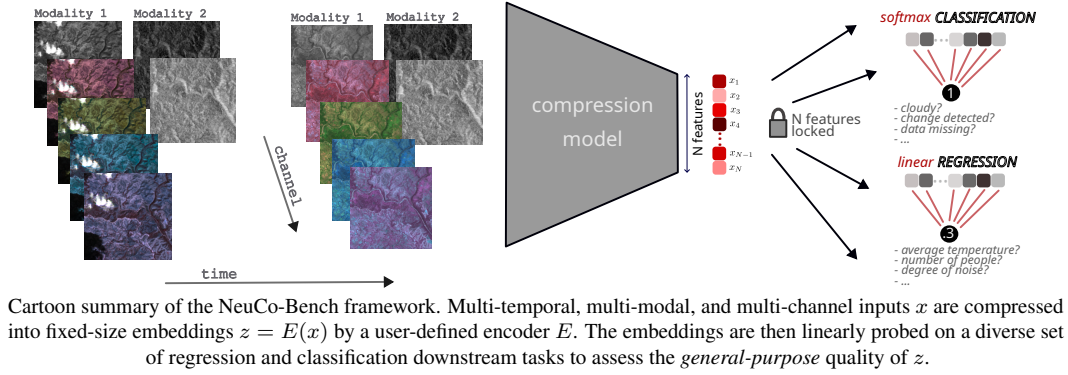 Modality 1
Modality 2
Modality 1
Modality 2
channel
time
compression
model
N features
x₁
x₂
x₃
x₄
x_{N−1}
x_N
N features
locked
softmax CLASSIFICATION
1
- cloudy?
- change detected?
- data missing?
- ...
linear REGRESSION
.3
- average temperature?
- number of people?
- degree of noise?
- ...
Cartoon summary of the NeuCo-Bench framework. Multi-temporal, multi-modal, and multi-channel inputs x are compressed
into fixed-size embeddings z = E(x) by a user-defined encoder E. The embeddings are then linearly probed on a diverse set
of regression and classification downstream tasks to assess the general-purpose quality of z.